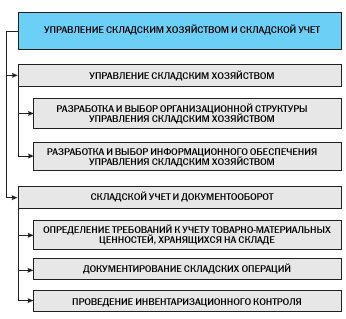 УПРАВЛЕНИЕ СКЛАДСКИМ ХОЗЯЙСТВОМ И СКЛАДСКОЙ УЧЕТ
УПРАВЛЕНИЕ СКЛАДСКИМ ХОЗЯЙСТВОМ
РАЗРАБОТКА И ВЫБОР ОРГАНИЗАЦИОННОЙ СТРУКТУРЫ
УПРАВЛЕНИЯ СКЛАДСКИМ ХОЗЯЙСТВОМ
РАЗРАБОТКА И ВЫБОР ИНФОРМАЦИОННОГО ОБЕСПЕЧЕНИЯ
УПРАВЛЕНИЯ СКЛАДСКИМ ХОЗЯЙСТВОМ
СКЛАДСКОЙ УЧЕТ И ДОКУМЕНТООБОРОТ
ОПРЕДЕЛЕНИЕ ТРЕБОВАНИЙ К УЧЕТУ ТОВАРНО-МАТЕРИАЛЬНЫХ
ЦЕННОСТЕЙ, ХРАНЯЩИХСЯ НА СКЛАДЕ
ДОКУМЕНТИРОВАНИЕ СКЛАДСКИХ ОПЕРАЦИЙ
ПРОВЕДЕНИЕ ИНВЕНТАРИЗАЦИОННОГО КОНТРОЛЯ